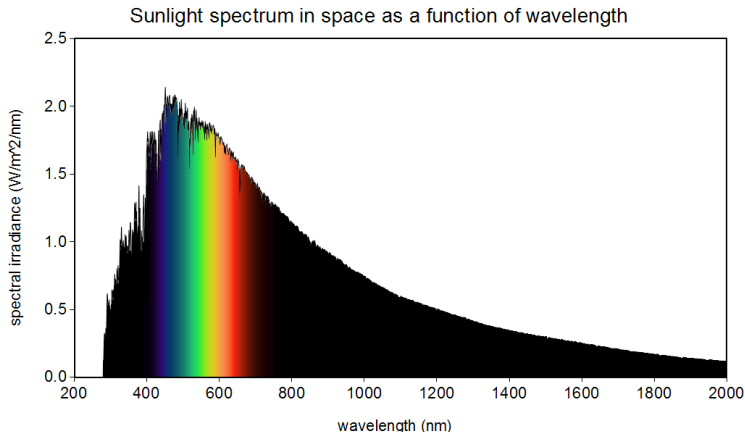 Sunlight spectrum in space as a function of wavelength
spectral irradiance (W/m^2/nm)
2.5
2.0
1.5
1.0
0.5
0.0
200 400 600 800 1000 1200 1400 1600 1800 2000
wavelength (nm)